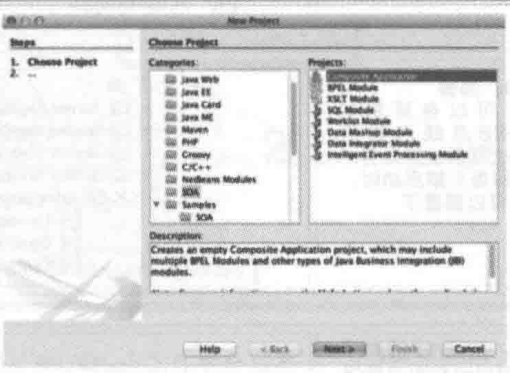 New Project
Steps
1. Choose Project
2. ...
Choose Project
Categories:
Java Web
Java EE
Java Card
Java ME
Maven
PHP
Groovy
C/C++
NetBeans Modules
SOA
Samples
SOA
Projects:
Composite Application
BPEL Module
XSLT Module
SQL Module
Worklist Module
Data Mashup Module
Data Integrator Module
Intelligent Event Processing Module
Description:
Creates an empty Composite Application project, which may include
multiple BPEL Modules and other types of Java Business Integration (JBI)
modules.
Help
< Back
Next >
Finish
Cancel